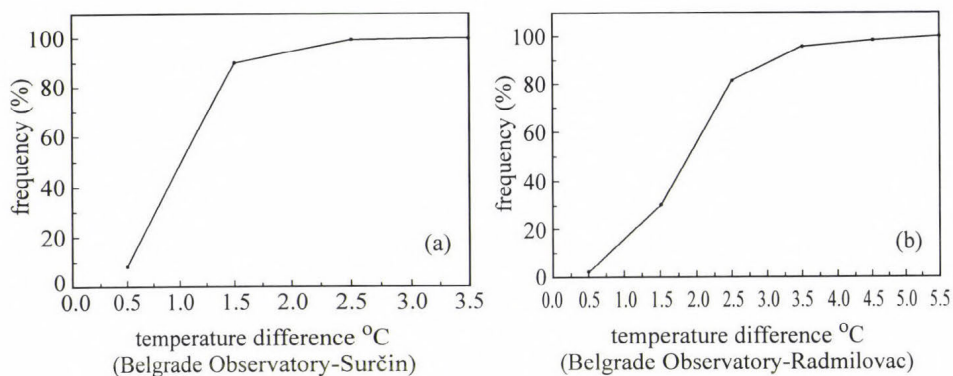 100
80
60
40
20
0
frequency (%)
(a)
0.0 0.5 1.0 1.5 2.0 2.5 3.0 3.5
temperature difference °C
(Belgrade Observatory-Surčin)
100
80
60
40
20
0
frequency (%)
(b)
0.0 0.5 1.0 1.5 2.0 2.5 3.0 3.5 4.0 4.5 5.0 5.5
temperature difference °C
(Belgrade Observatory-Radmilovac)